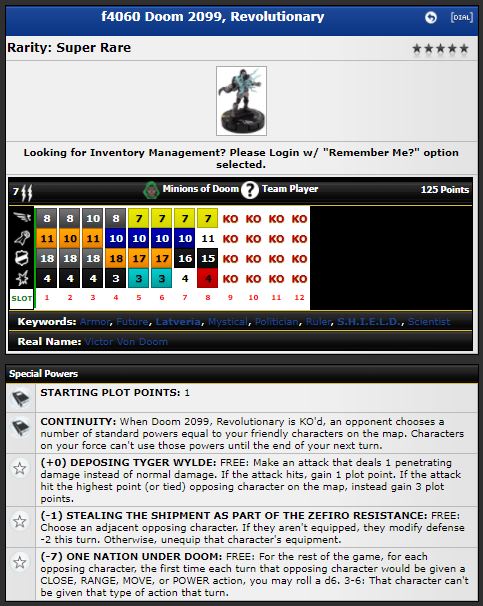 f4060 Doom 2099, Revolutionary [DIAL]
Rarity: Super Rare
Looking for Inventory Management? Please Login w/ "Remember Me?" option
selected.
7 Minions of Doom ? Team Player 125 Points
8 8 10 8 7 7 7 7 KO KO KO KO
11 10 11 10 10 10 10 11 KO KO KO KO
18 18 18 18 17 17 16 15 KO KO KO KO
4 4 4 3 3 3 4 4 KO KO KO KO
SLOT 1 2 3 4 5 6 7 8 9 10 11 12
Keywords: Armor, Future, Latveria, Mystical, Politician, Ruler, S.H.I.E.L.D., Scientist
Real Name: Victor Von Doom
Special Powers
STARTING PLOT POINTS: 1
CONTINUITY: When Doom 2099, Revolutionary is KO'd, an opponent chooses a
number of standard powers equal to your friendly characters on the map. Characters
on your force can't use those powers until the end of your next turn.
(+0) DEPOSING TYGER WYLDE: FREE: Make an attack that deals 1 penetrating
damage instead of normal damage. If the attack hits, gain 1 plot point. If the attack
hit the highest point (or tied) opposing character on the map, instead gain 3 plot
points.
(-1) STEALING THE SHIPMENT AS PART OF THE ZEFIRO RESISTANCE: FREE:
Choose an adjacent opposing character. If they aren't equipped, they modify defense
-2 this turn. Otherwise, unequip that character's equipment.
(-7) ONE NATION UNDER DOOM: FREE: For the rest of the game, for each
opposing character, the first time each turn that opposing character would be given a
CLOSE, RANGE, MOVE, or POWER action, you may roll a d6. 3-6: That character can't
be given that type of action that turn.